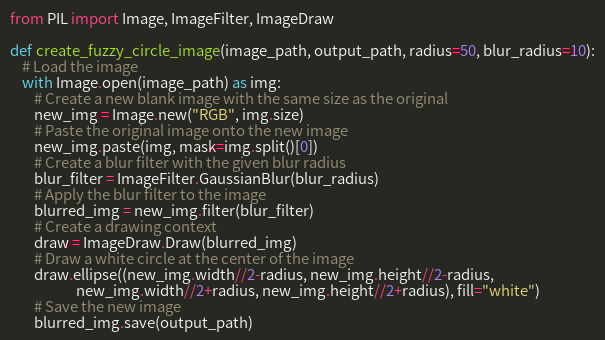 from PIL import Image, ImageFilter, ImageDraw

def create_fuzzy_circle_image(image_path, output_path, radius=50, blur_radius=10):
    # Load the image
    with Image.open(image_path) as img:
        # Create a new blank image with the same size as the original
        new_img = Image.new("RGB", img.size)
        # Paste the original image onto the new image
        new_img.paste(img, mask=img.split()[0])
        # Create a blur filter with the given blur radius
        blur_filter = ImageFilter.GaussianBlur(blur_radius)
        # Apply the blur filter to the image
        blurred_img = new_img.filter(blur_filter)
        # Create a drawing context
        draw = ImageDraw.Draw(blurred_img)
        # Draw a white circle at the center of the image
        draw.ellipse((new_img.width//2-radius, new_img.height//2-radius,
                      new_img.width//2+radius, new_img.height//2+radius), fill="white")
        # Save the new image
        blurred_img.save(output_path)